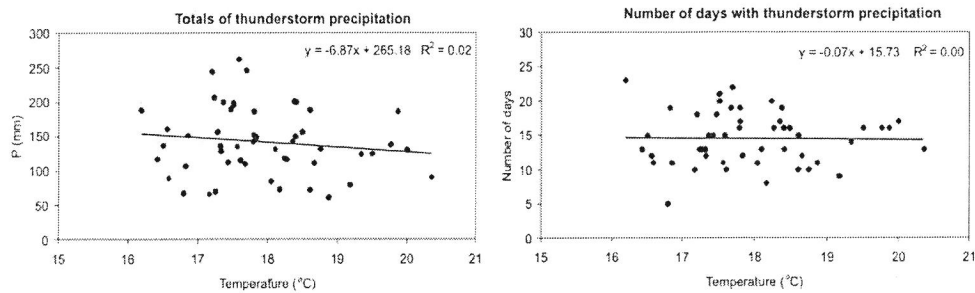 Totals of thunderstorm precipitation
y = -6.87x + 265.18 R² = 0.02
P (mm)
300
250
200
150
100
50
0
15 16 17 18 19 20 21
Temperature (°C)
Number of days with thunderstorm precipitation
y = -0.07x + 15.73 R² = 0.00
Number of days
30
25
20
15
10
5
0
15 16 17 18 19 20 21
Temperature (°C)